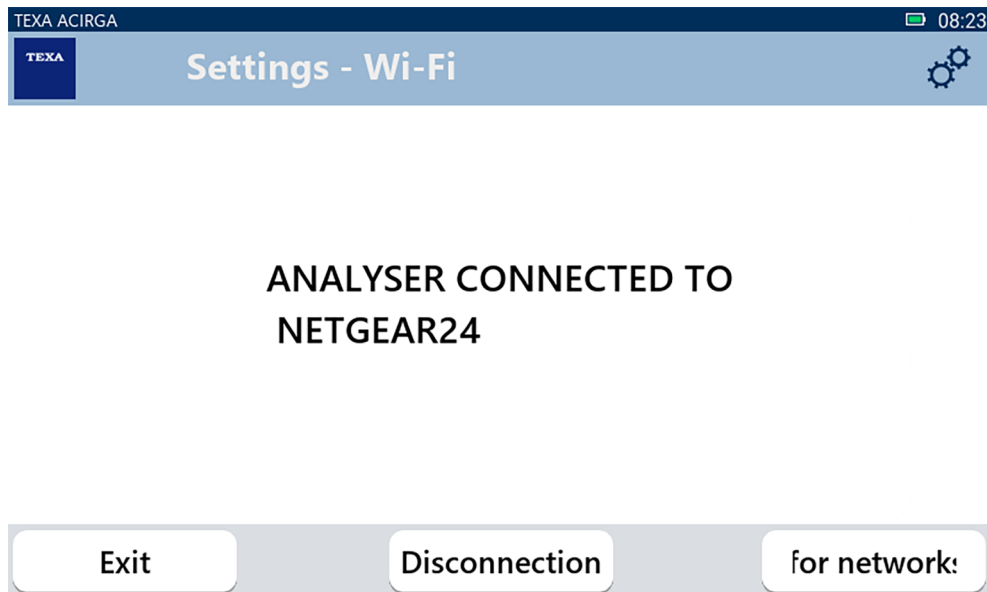 TEXA ACIRGA 08:23
TEXA Settings - Wi-Fi
ANALYSER CONNECTED TO
NETGEAR24
Exit Disconnection for networks